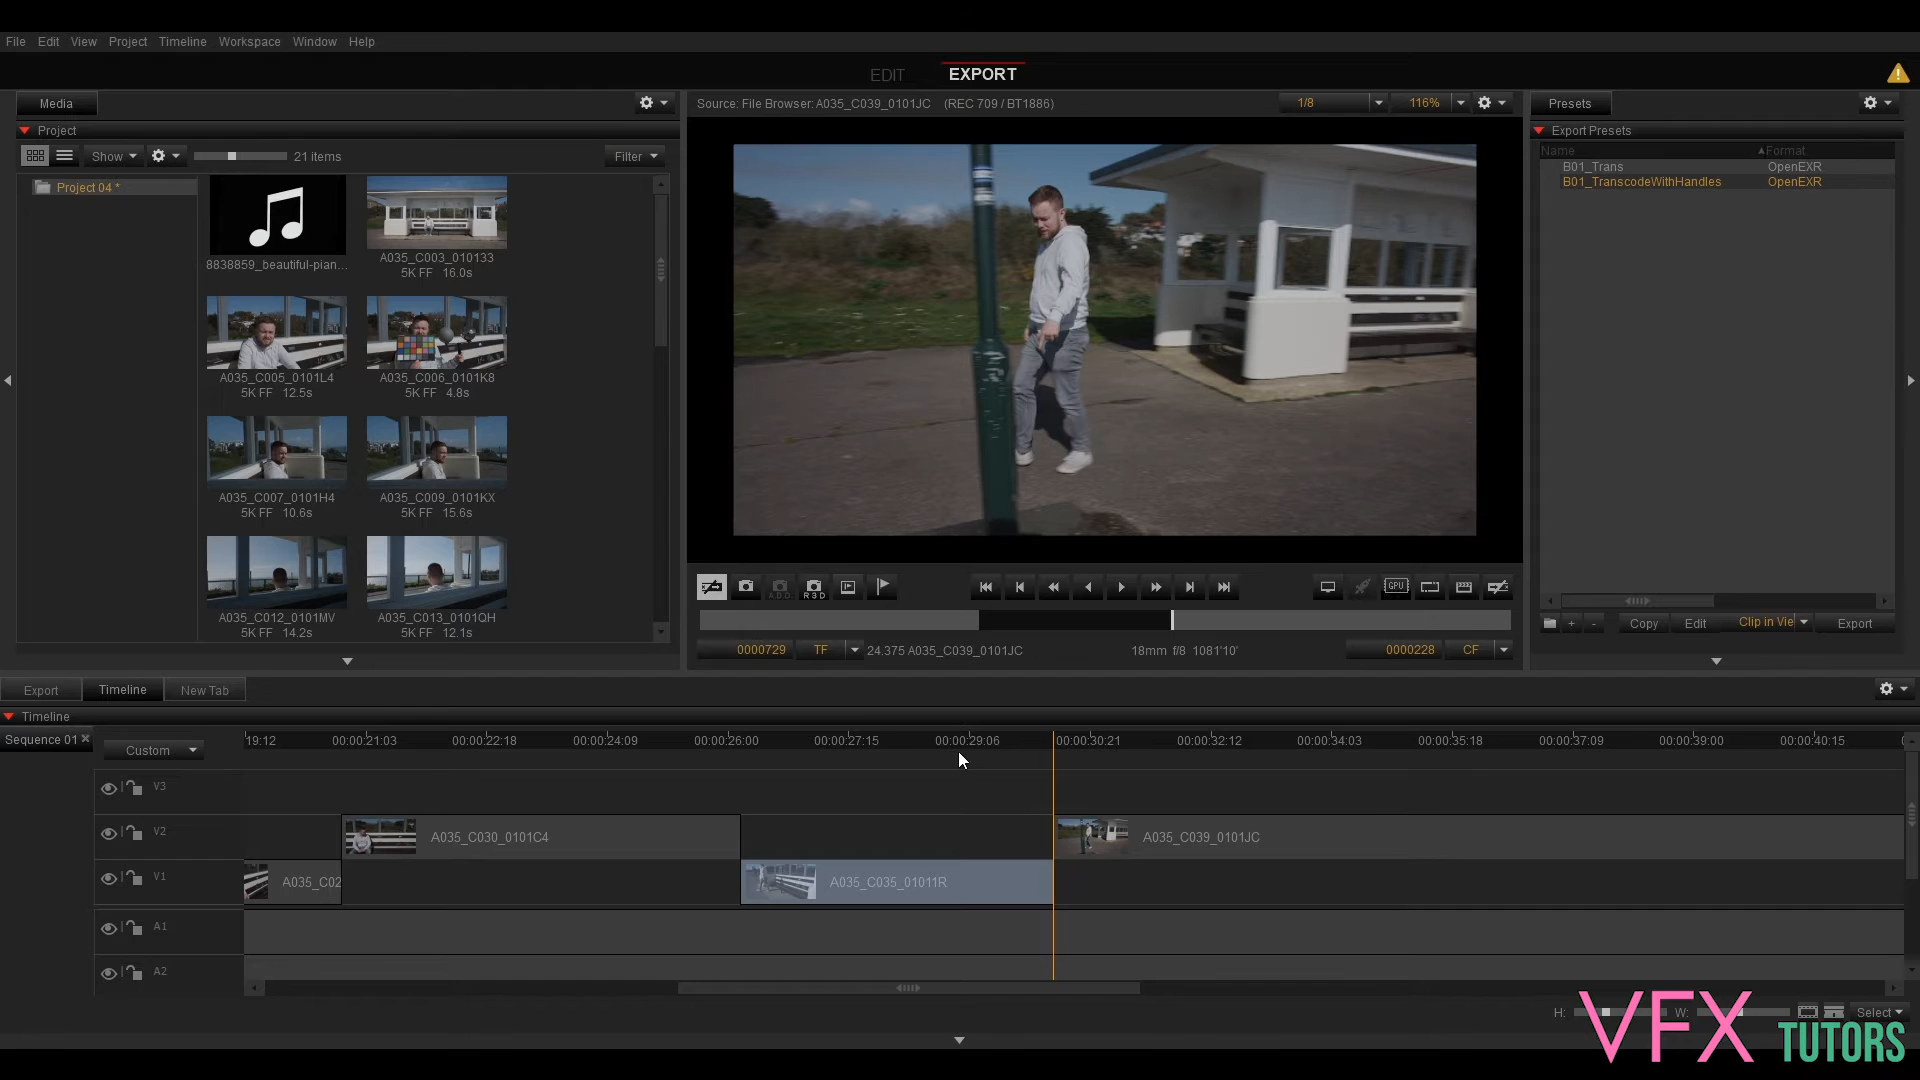 File Edit View Project Timeline Workspace Window Help
EDIT EXPORT
Media
Source: File Browser: A035_C039_0101JC (REC 709 / BT1886)
1/8
116%
Presets
Project
Export Presets
Show
21 items
Filter
Name Format
B01_Trans OpenEXR
B01_TranscodeWithHandles OpenEXR
Project 04 *
8838859_beautiful-pian...
A035_C003_010133
5K FF 16.0s
A035_C005_0101L4
5K FF 12.5s
A035_C006_0101K8
5K FF 4.8s
A035_C007_0101H4
5K FF 10.6s
A035_C009_0101KX
5K FF 15.6s
A035_C012_0101MV
5K FF 14.2s
A035_C013_0101QH
5K FF 12.1s
A.D.D
R3D
GPU
Copy Edit Clip in Vie Export
0000729 TF 24.375 A035_C039_0101JC 18mm f/8 1081'10' 0000228 CF
Export Timeline New Tab
Timeline
Sequence 01
Custom
19:12 00:00:21:03 00:00:22:18 00:00:24:09 00:00:26:00 00:00:27:15 00:00:29:06 00:00:30:21 00:00:32:12 00:00:34:03 00:00:35:18 00:00:37:09 00:00:39:00 00:00:40:15
V3
V2 A035_C030_0101C4 A035_C039_0101JC
V1 A035_C02 A035_C035_01011R
A1
A2
H: W: Select
VFX
TUTORS